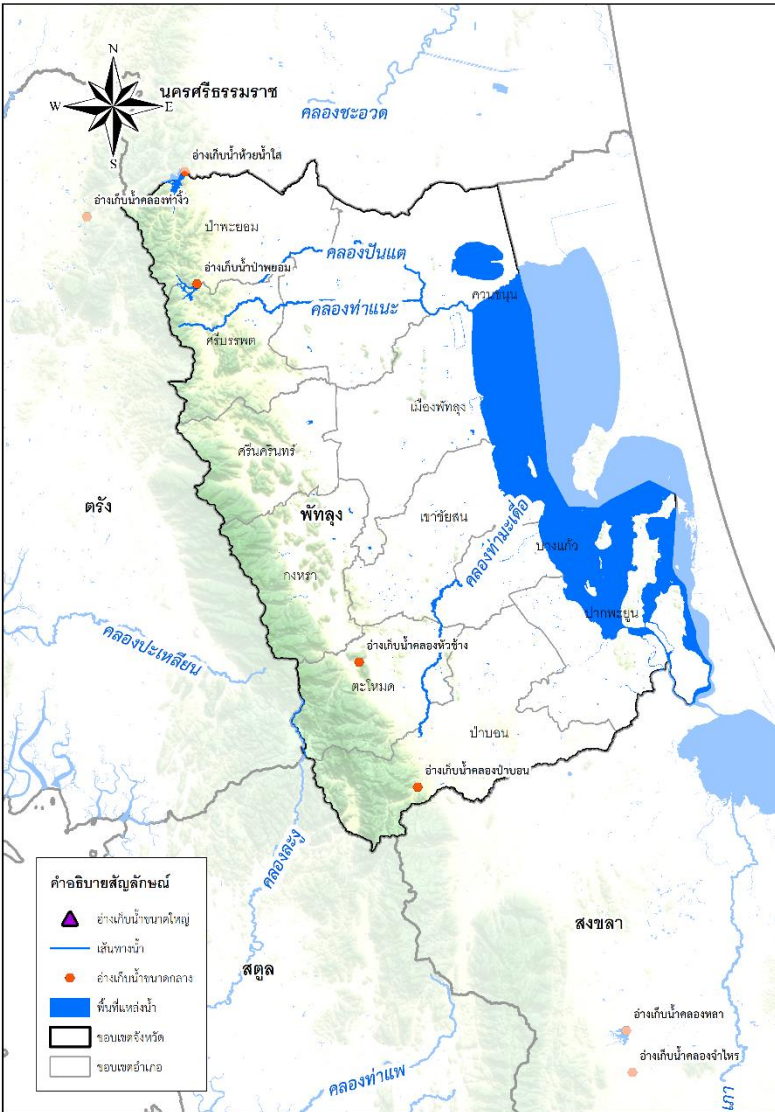 N
W
E
S
นครศรีธรรมราช
คลองชะอวด
อ่างเก็บน้ำห้วยน้ำใส
อ่างเก็บน้ำคลองท่างิ้ว
ป่าพะยอม
คลองปันแต
อ่างเก็บน้ำป่าพยอม
ควนขนุน
คลองท่าแนะ
ศรีบรรพต
เมืองพัทลุง
ศรีนครินทร์
ตรัง
พัทลุง
เขาชัยสน
คลองท่ามะเดื่อ
บางแก้ว
กงหรา
ปากพะยูน
คลองปะเหลียน
อ่างเก็บน้ำคลองหัวช้าง
ตะโหมด
ป่าบอน
อ่างเก็บน้ำคลองป่าบอน
คลองละงู
สงขลา
สตูล
คำอธิบายสัญลักษณ์
อ่างเก็บน้ำขนาดใหญ่
เส้นทางน้ำ
อ่างเก็บน้ำขนาดกลาง
พื้นที่แหล่งน้ำ
ขอบเขตจังหวัด
ขอบเขตอำเภอ
อ่างเก็บน้ำคลองหลา
อ่างเก็บน้ำคลองจำไหร
คลองท่าแพ